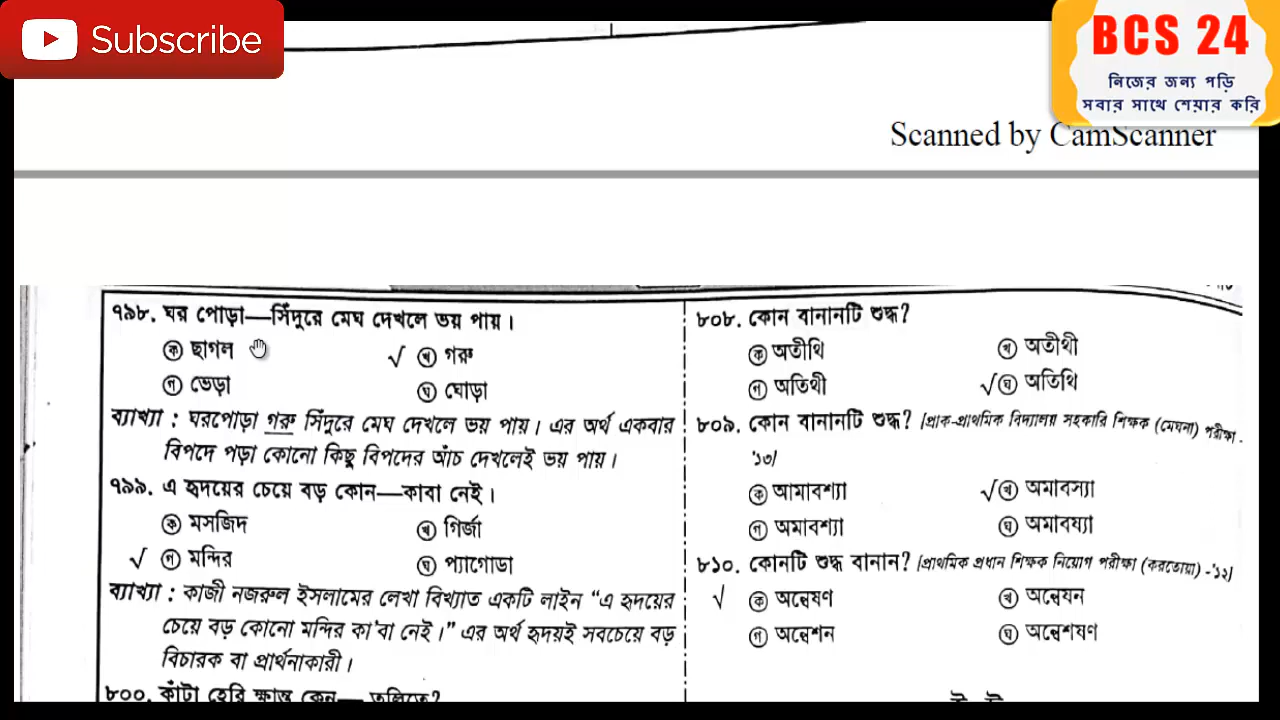 Subscribe
BCS 24
নিজের জন্য পড়ি
সবার সাথে শেয়ার করি
Scanned by CamScanner
৭৯৮. ঘর পোড়া—সিঁদুরে মেঘ দেখলে ভয় পায়।
ক ছাগল √ খ গরু
গ ভেড়া ঘ ঘোড়া
ব্যাখ্যা : ঘরপোড়া গরু সিঁদুরে মেঘ দেখলে ভয় পায়। এর অর্থ একবার
বিপদে পড়া কোনো কিছু বিপদের আঁচ দেখলেই ভয় পায়।
৭৯৯. এ হৃদয়ের চেয়ে বড় কোন—কাবা নেই।
ক মসজিদ খ গির্জা
√ গ মন্দির ঘ প্যাগোডা
ব্যাখ্যা : কাজী নজরুল ইসলামের লেখা বিখ্যাত একটি লাইন “এ হৃদয়ের
চেয়ে বড় কোনো মন্দির কা'বা নেই।” এর অর্থ হৃদয়ই সবচেয়ে বড়
বিচারক বা প্রার্থনাকারী।
৮০০. কাঁটা হেরি ক্ষান্ত কেন— তুলিতে?
৮০৮. কোন বানানটি শুদ্ধ?
ক অতীথি খ অতীথী
গ অতিথী √ ঘ অতিথি
৮০৯. কোন বানানটি শুদ্ধ? [প্রাক-প্রাথমিক বিদ্যালয় সহকারি শিক্ষক (মেঘনা) পরীক্ষা -
'১৩]
ক আমাবশ্যা √ খ অমাবস্যা
গ অমাবশ্যা ঘ অমাবষ্যা
৮১০. কোনটি শুদ্ধ বানান? [প্রাথমিক প্রধান শিক্ষক নিয়োগ পরীক্ষা (করতোয়া) -'১২]
√ ক অন্বেষণ খ অন্বেষন
গ অন্বেশন ঘ অন্বেশষণ